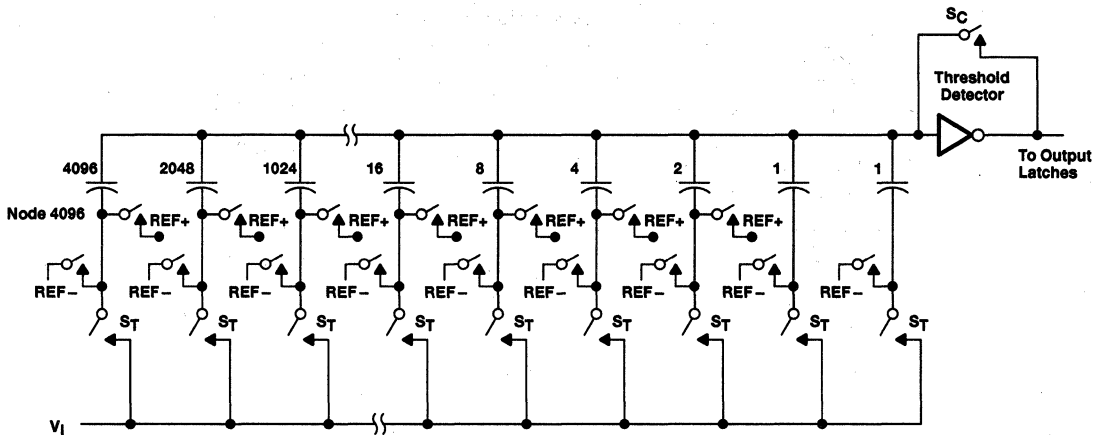 SC
Threshold
Detector
To Output
Latches
4096 2048 1024 16 8 4 2 1 1
Node 4096 REF+ REF+ REF+ REF+ REF+ REF+ REF+
REF− REF− REF− REF− REF− REF− REF− REF− REF−
ST ST ST ST ST ST ST ST ST
VI